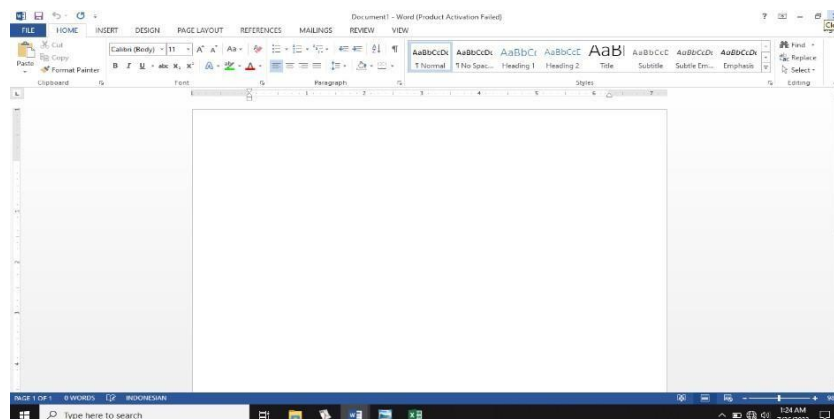 Document1 - Word (Product Activation Failed)
FILE HOME INSERT DESIGN PAGE LAYOUT REFERENCES MAILINGS REVIEW VIEW
Cut
Copy
Format Painter
Paste
Calibri (Body) 11
AaBbCcDc AaBbCcDc AaBbCc AaBbCcE AaB AaBbCcC AaBbCcDc AaBbCcDc
¶ Normal ¶ No Spac... Heading 1 Heading 2 Title Subtitle Subtle Em... Emphasis
Find
Replace
Select
Clipboard Font Paragraph Styles Editing
PAGE 1 OF 1 0 WORDS INDONESIAN
Type here to search
1:24 AM